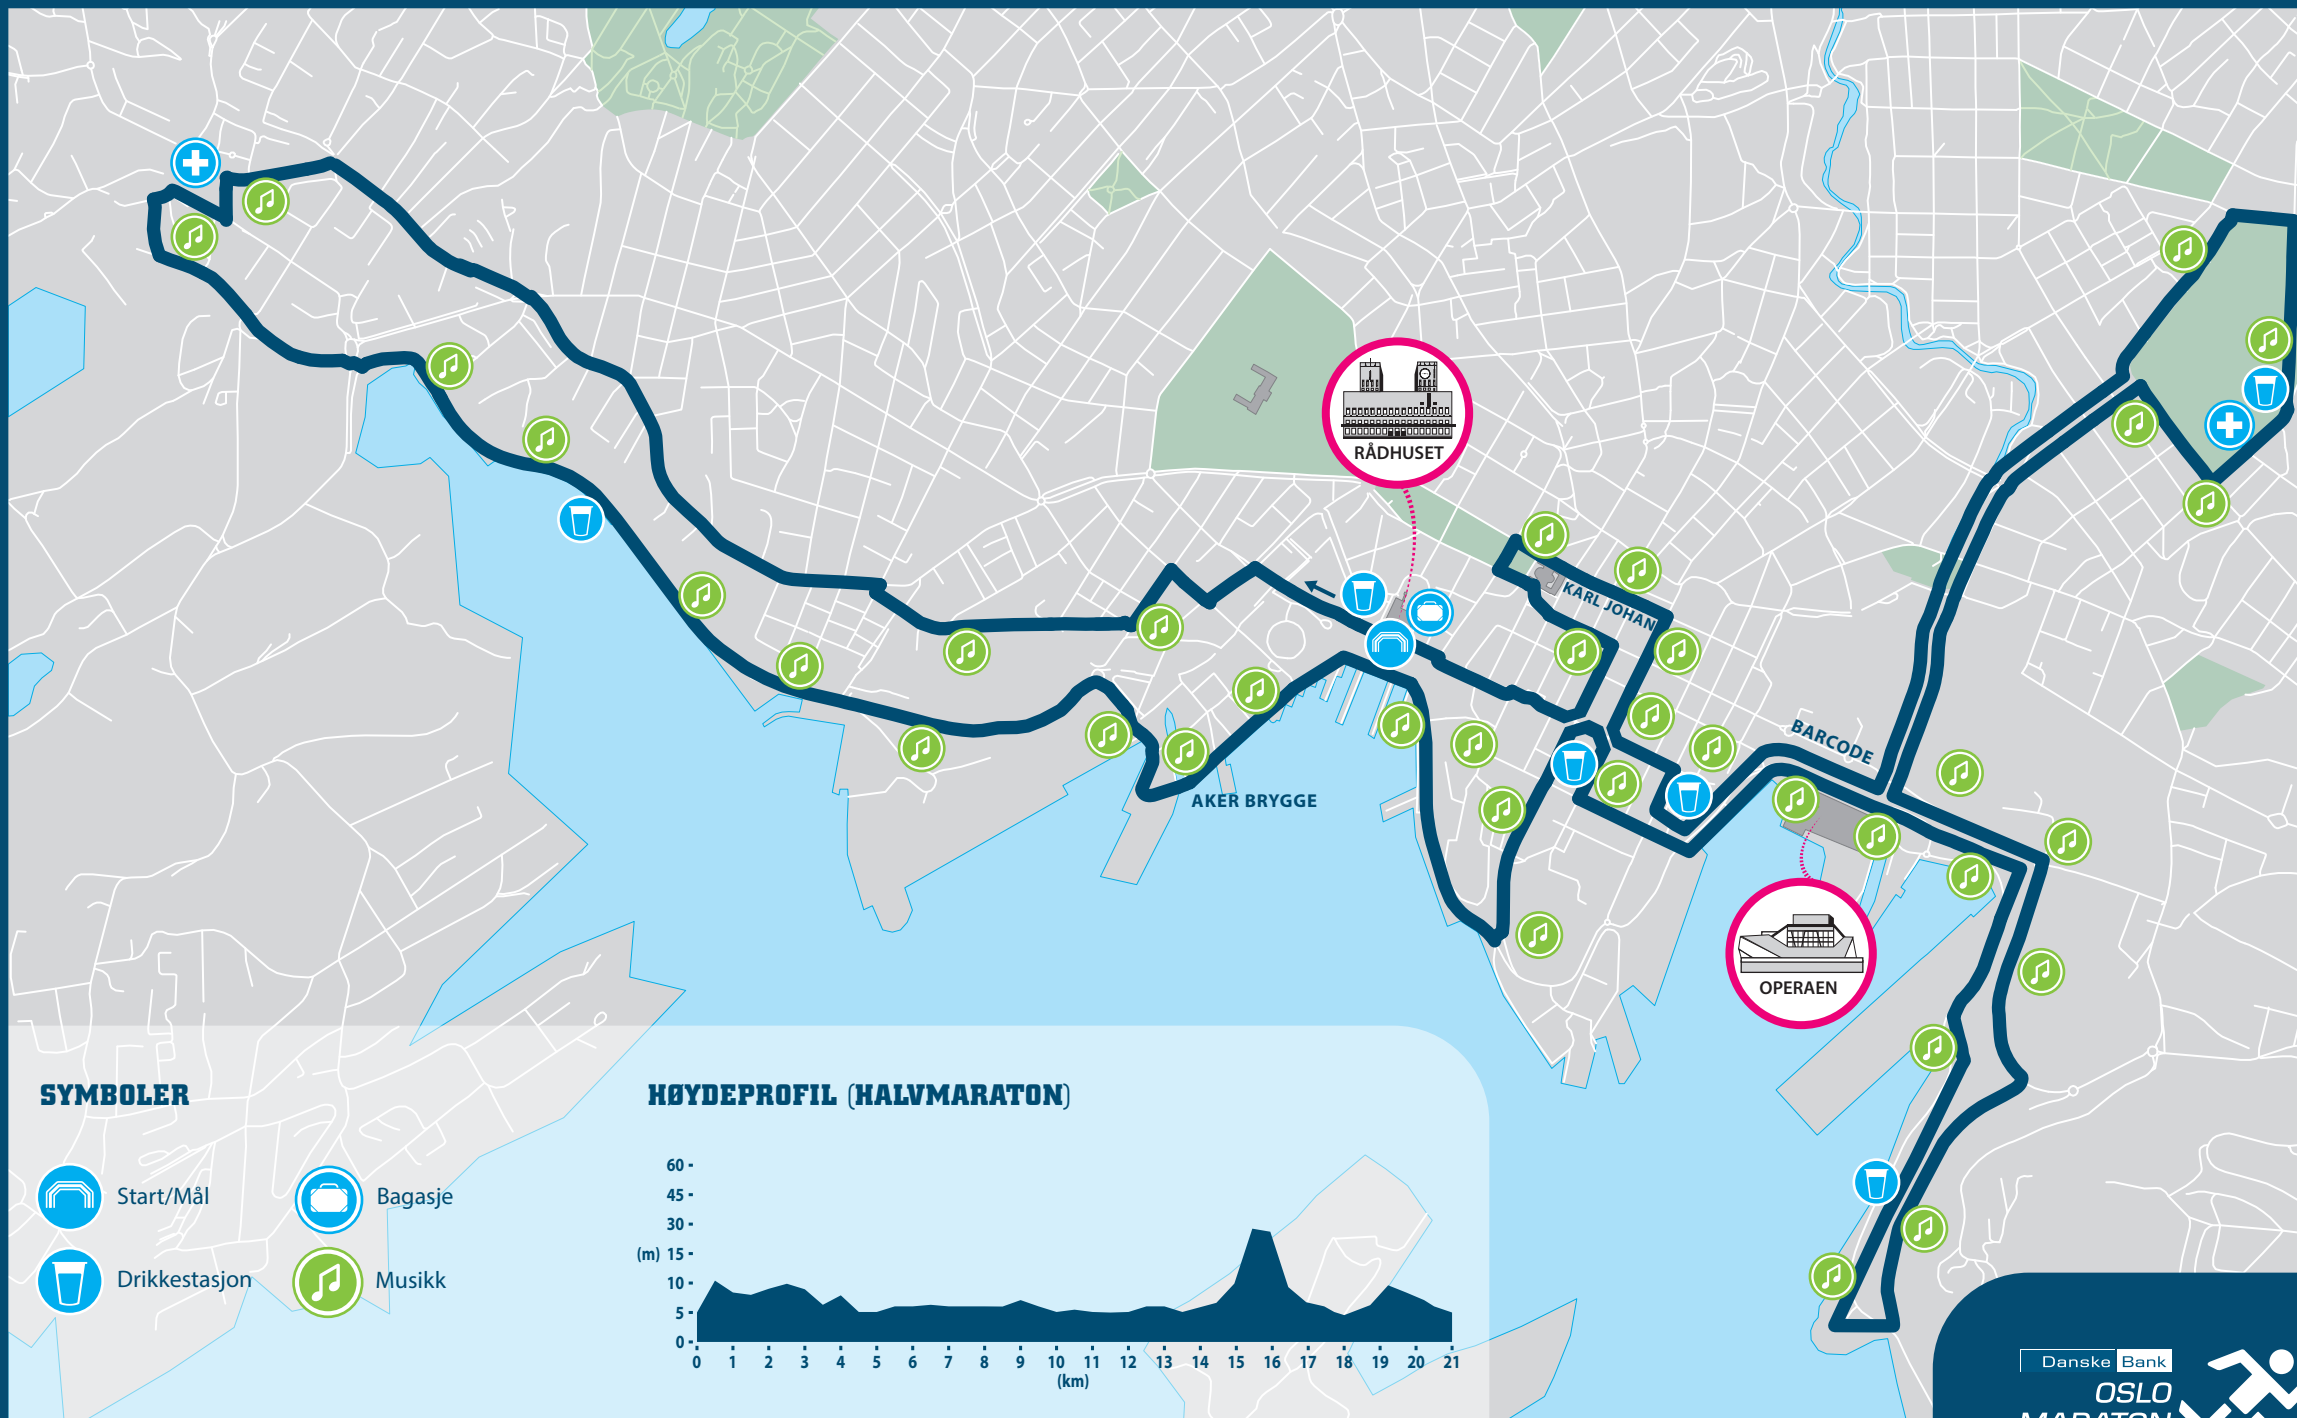 RÅDHUSET
KARL JOHAN
BARCODE
AKER BRYGGE
OPERAEN
SYMBOLER
Start/Mål
Bagasje
Drikkestasjon
Musikk
HØYDEPROFIL (HALVMARATON)
60
45
30
(m) 15
10
5
0
0 1 2 3 4 5 6 7 8 9 10 11 12 13 14 15 16 17 18 19 20 21
(km)
Danske Bank
OSLO
MARATON